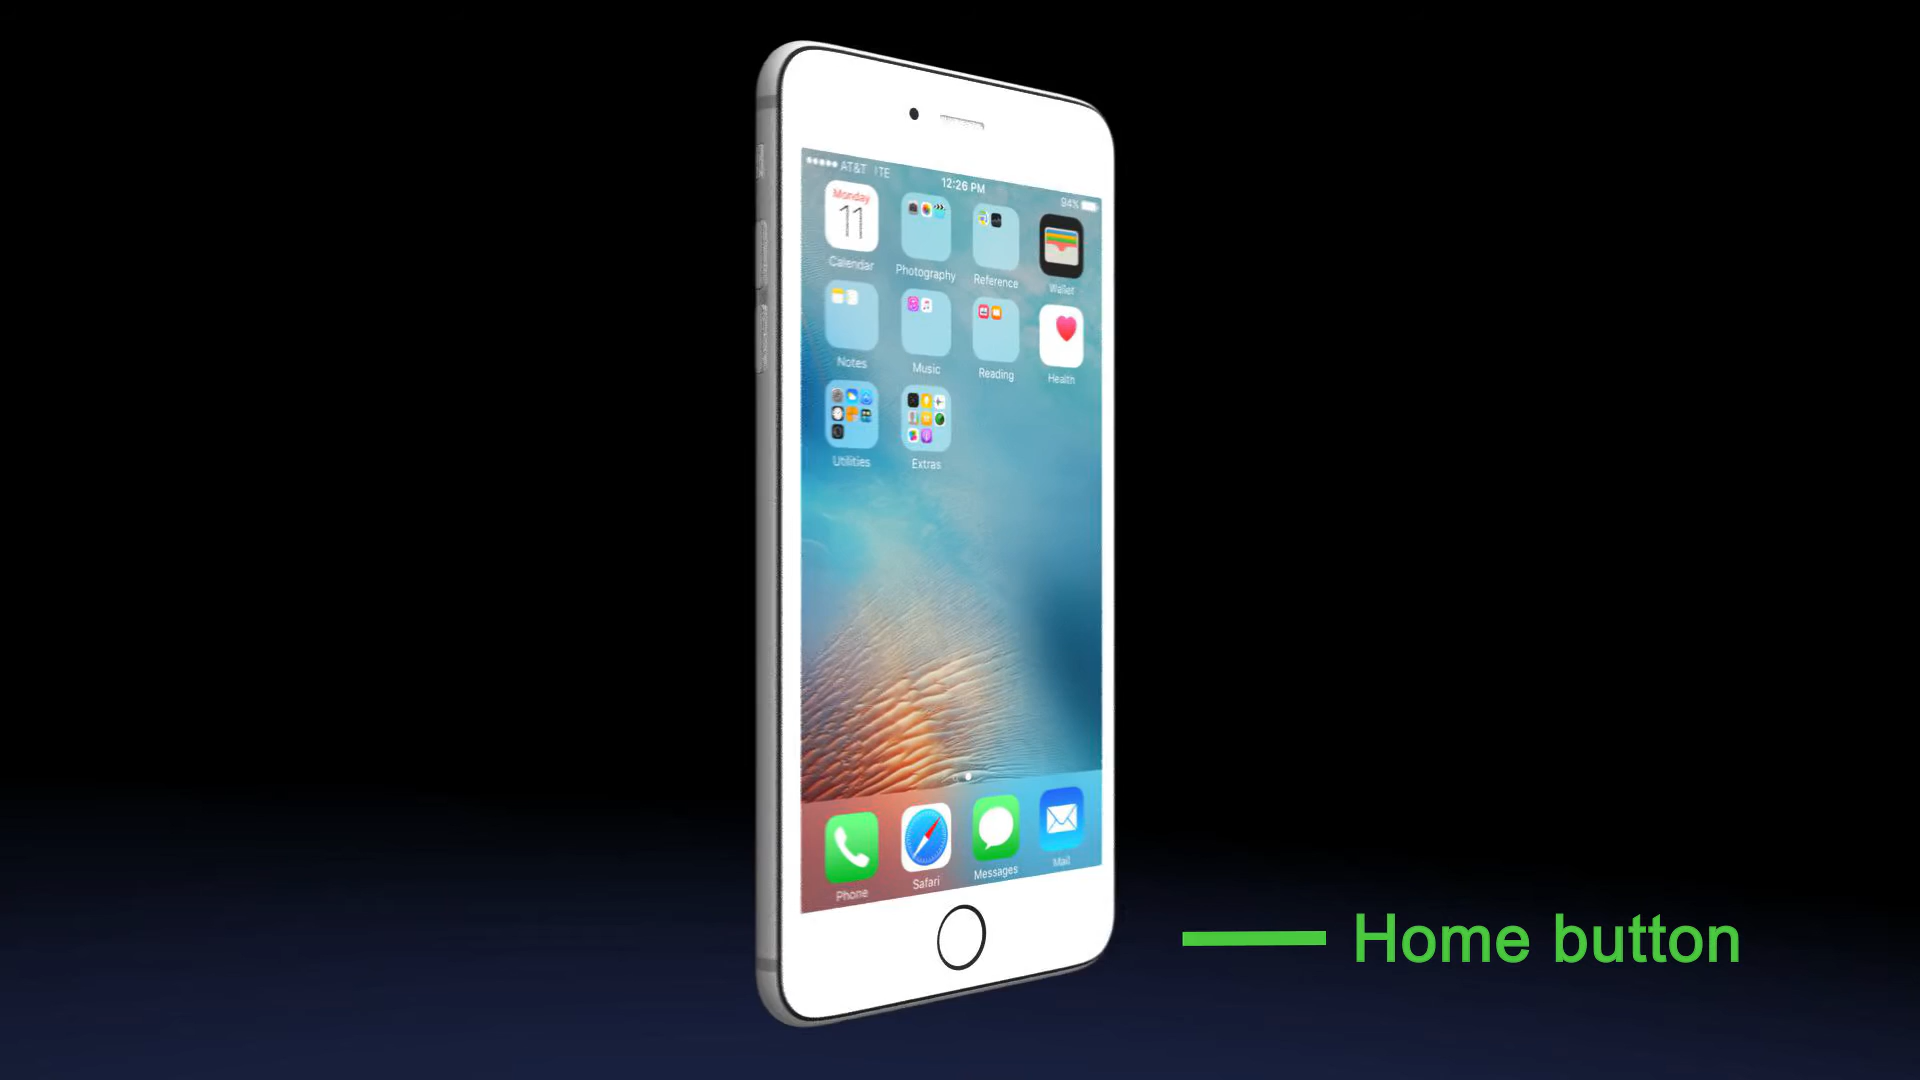 AT&T
12:26 PM
94%
Monday
11
Calendar
Photography
Reference
Wallet
Notes
Music
Reading
Health
Utilities
Extras
Phone
Safari
Messages
Mail
Home button